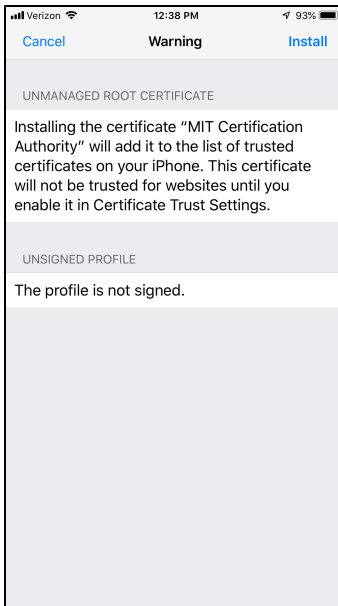 Verizon 12:38 PM 93%
Cancel Warning Install
UNMANAGED ROOT CERTIFICATE
Installing the certificate “MIT Certification
Authority” will add it to the list of trusted
certificates on your iPhone. This certificate
will not be trusted for websites until you
enable it in Certificate Trust Settings.
UNSIGNED PROFILE
The profile is not signed.